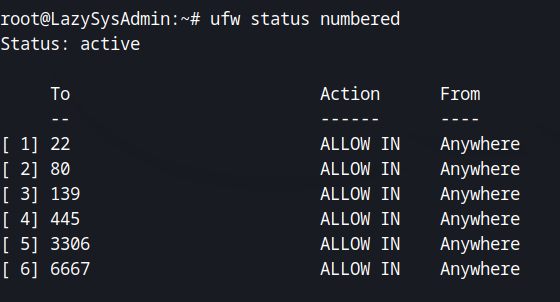 root@LazySysAdmin:~# ufw status numbered
Status: active
To Action From
-- ------ ----
[ 1] 22 ALLOW IN Anywhere
[ 2] 80 ALLOW IN Anywhere
[ 3] 139 ALLOW IN Anywhere
[ 4] 445 ALLOW IN Anywhere
[ 5] 3306 ALLOW IN Anywhere
[ 6] 6667 ALLOW IN Anywhere